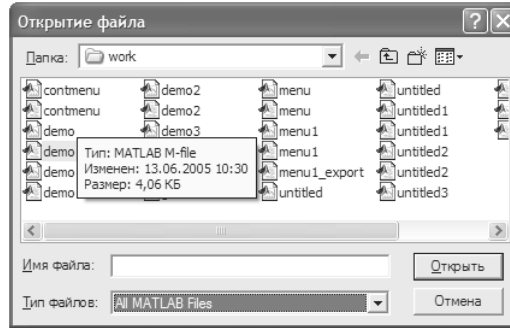 Открытие файла
Папка: work
contmenu demo2 menu untitled
contmenu demo2 menu untitled1
demo demo3 menu1 untitled1
demo menu1 untitled2
demo menu1_export untitled2
demo untitled untitled3
Тип: MATLAB M-file
Изменен: 13.06.2005 10:30
Размер: 4,06 КБ
Имя файла: Открыть
Тип файлов: All MATLAB Files Отмена